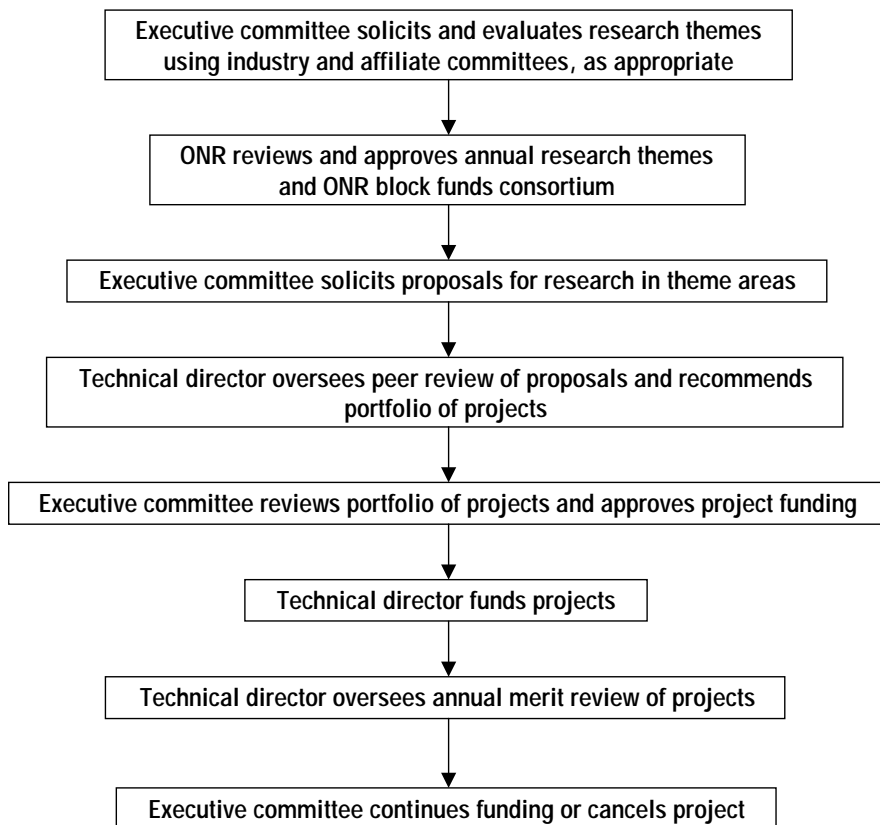 Executive committee solicits and evaluates research themes
using industry and affiliate committees, as appropriate
ONR reviews and approves annual research themes
and ONR block funds consortium
Executive committee solicits proposals for research in theme areas
Technical director oversees peer review of proposals and recommends
portfolio of projects
Executive committee reviews portfolio of projects and approves project funding
Technical director funds projects
Technical director oversees annual merit review of projects
Executive committee continues funding or cancels project